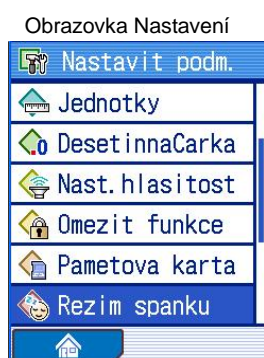 Obrazovka Nastavení
Nastavit podm.
Jednotky
DesetinnaCarka
Nast.hlasitost
Omezit funkce
Pametova karta
Rezim spanku